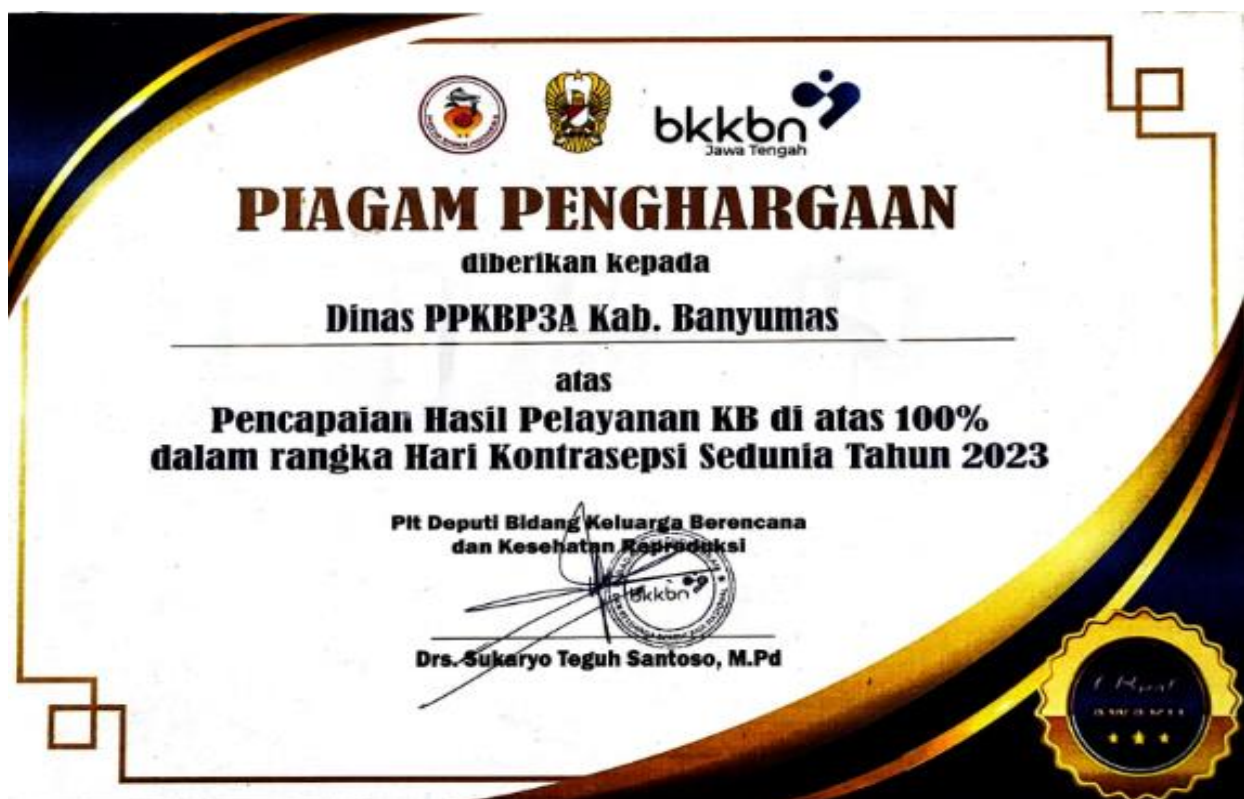 bkkbn
Jawa Tengah
PIAGAM PENGHARGAAN
diberikan kepada
Dinas PPKBP3A Kab. Banyumas
atas
Pencapaian Hasil Pelayanan KB di atas 100%
dalam rangka Hari Kontrasepsi Sedunia Tahun 2023
Plt Deputi Bidang Keluarga Berencana
dan Kesehatan Reproduksi
bkkbn
Drs. Sukaryo Teguh Santoso, M.Pd